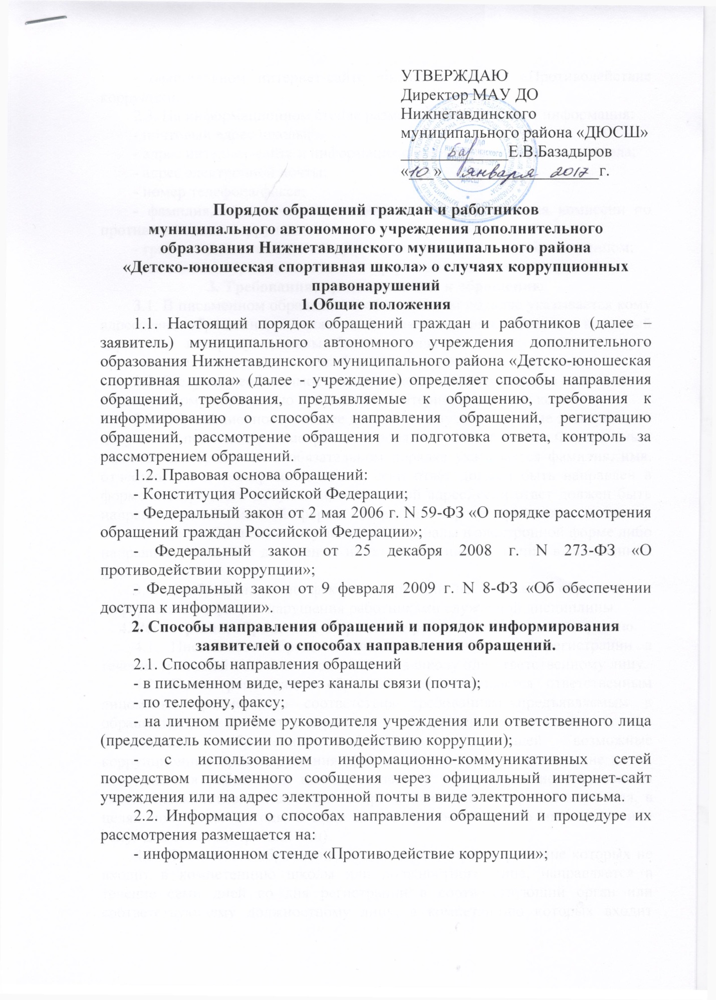 УТВЕРЖДАЮ
Директор МАУ ДО
Нижнетавдинского
муниципального района «ДЮСШ»
Е.В.Базадыров
«10» января 2017 г.
Порядок обращений граждан и работников
муниципального автономного учреждения дополнительного
образования Нижнетавдинского муниципального района
«Детско-юношеская спортивная школа» о случаях коррупционных
правонарушений
1.Общие положения
1.1. Настоящий порядок обращений граждан и работников (далее –
заявитель) муниципального автономного учреждения дополнительного
образования Нижнетавдинского муниципального района «Детско-юношеская
спортивная школа» (далее - учреждение) определяет способы направления
обращений, требования, предъявляемые к обращению, требования к
информированию о способах направления обращений, регистрацию
обращений, рассмотрение обращения и подготовка ответа, контроль за
рассмотрением обращений.
1.2. Правовая основа обращений:
- Конституция Российской Федерации;
- Федеральный закон от 2 мая 2006 г. N 59-ФЗ «О порядке рассмотрения
обращений граждан Российской Федерации»;
- Федеральный закон от 25 декабря 2008 г. N 273-ФЗ «О
противодействии коррупции»;
- Федеральный закон от 9 февраля 2009 г. N 8-ФЗ «Об обеспечении
доступа к информации».
2. Способы направления обращений и порядок информирования
заявителей о способах направления обращений.
2.1. Способы направления обращений
- в письменном виде, через каналы связи (почта);
- по телефону, факсу;
- на личном приёме руководителя учреждения или ответственного лица
(председатель комиссии по противодействию коррупции);
- с использованием информационно-коммуникативных сетей
посредством письменного сообщения через официальный интернет-сайт
учреждения или на адрес электронной почты в виде электронного письма.
2.2. Информация о способах направления обращений и процедуре их
рассмотрения размещается на:
- информационном стенде «Противодействие коррупции»;